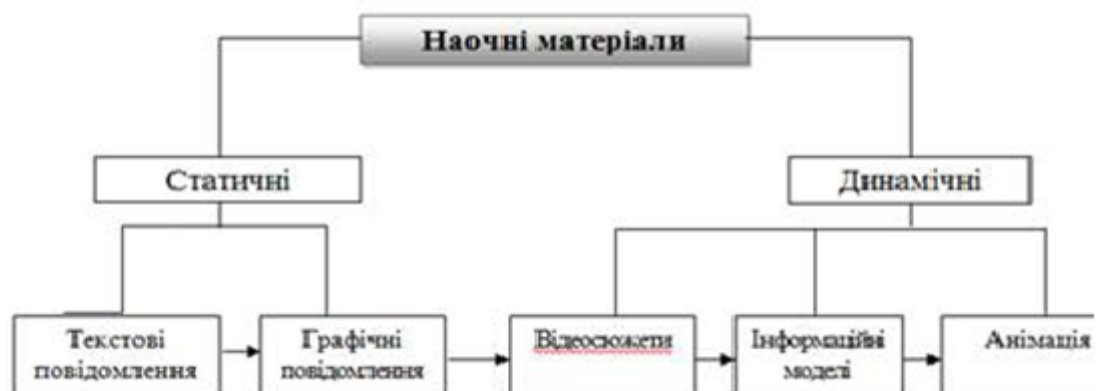 Наочні матеріали
Статичні
Динамічні
Текстові
повідомлення
Графічні
повідомлення
Відеосюжети
Інформаційні
моделі
Анімація